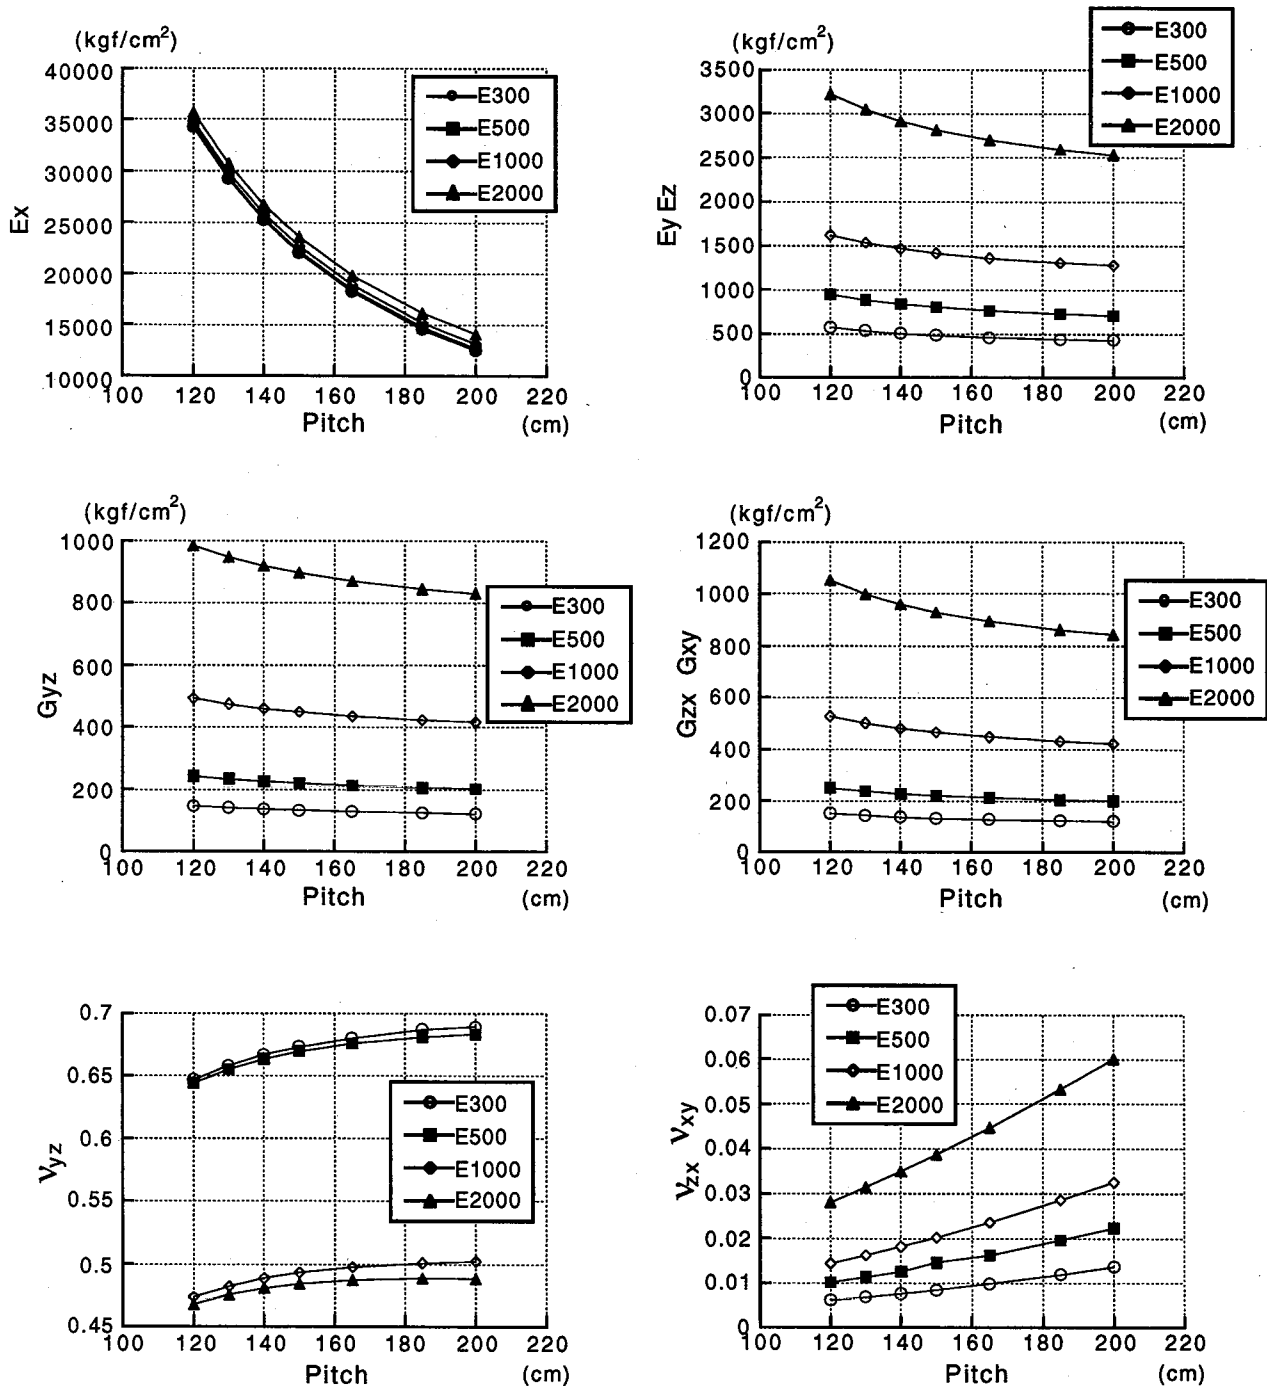 (kgf/cm²)
40000
35000
30000
25000
20000
15000
10000
Ex
100 120 140 160 180 200 220
Pitch (cm)
E300
E500
E1000
E2000
(kgf/cm²)
3500
3000
2500
2000
1500
1000
500
0
Ey Ez
100 120 140 160 180 200 220
Pitch (cm)
E300
E500
E1000
E2000
(kgf/cm²)
1000
800
600
400
200
0
Gyz
100 120 140 160 180 200 220
Pitch (cm)
E300
E500
E1000
E2000
(kgf/cm²)
1200
1000
800
600
400
200
0
Gzx Gxy
100 120 140 160 180 200 220
Pitch (cm)
E300
E500
E1000
E2000
0.7
0.65
0.6
0.55
0.5
0.45
νyz
100 120 140 160 180 200 220
Pitch (cm)
E300
E500
E1000
E2000
0.07
0.06
0.05
0.04
0.03
0.02
0.01
0
νzx νxy
100 120 140 160 180 200 220
Pitch (cm)
E300
E500
E1000
E2000